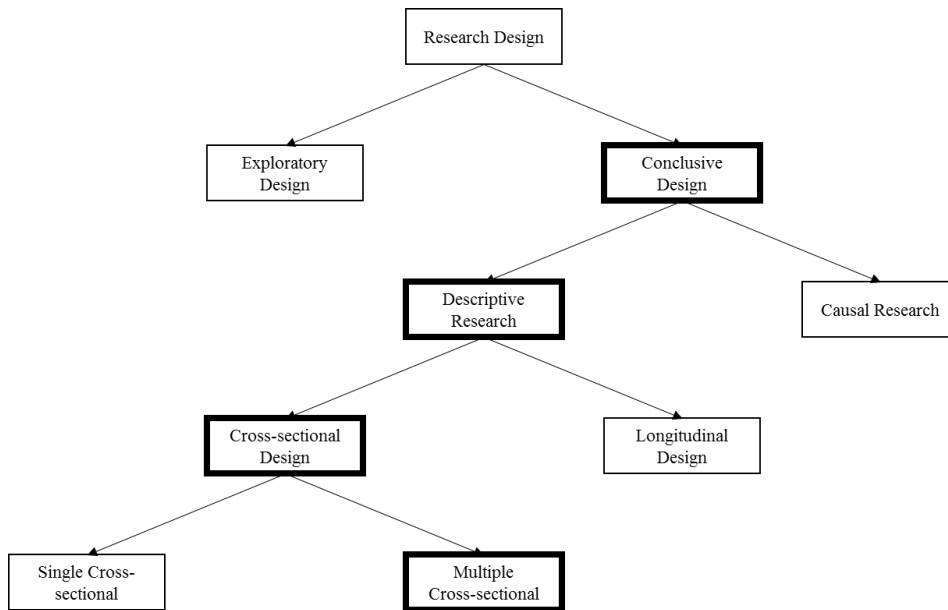 Research Design
Exploratory
Design
Conclusive
Design
Descriptive
Research
Causal Research
Cross-sectional
Design
Longitudinal
Design
Single Cross-
sectional
Multiple
Cross-sectional